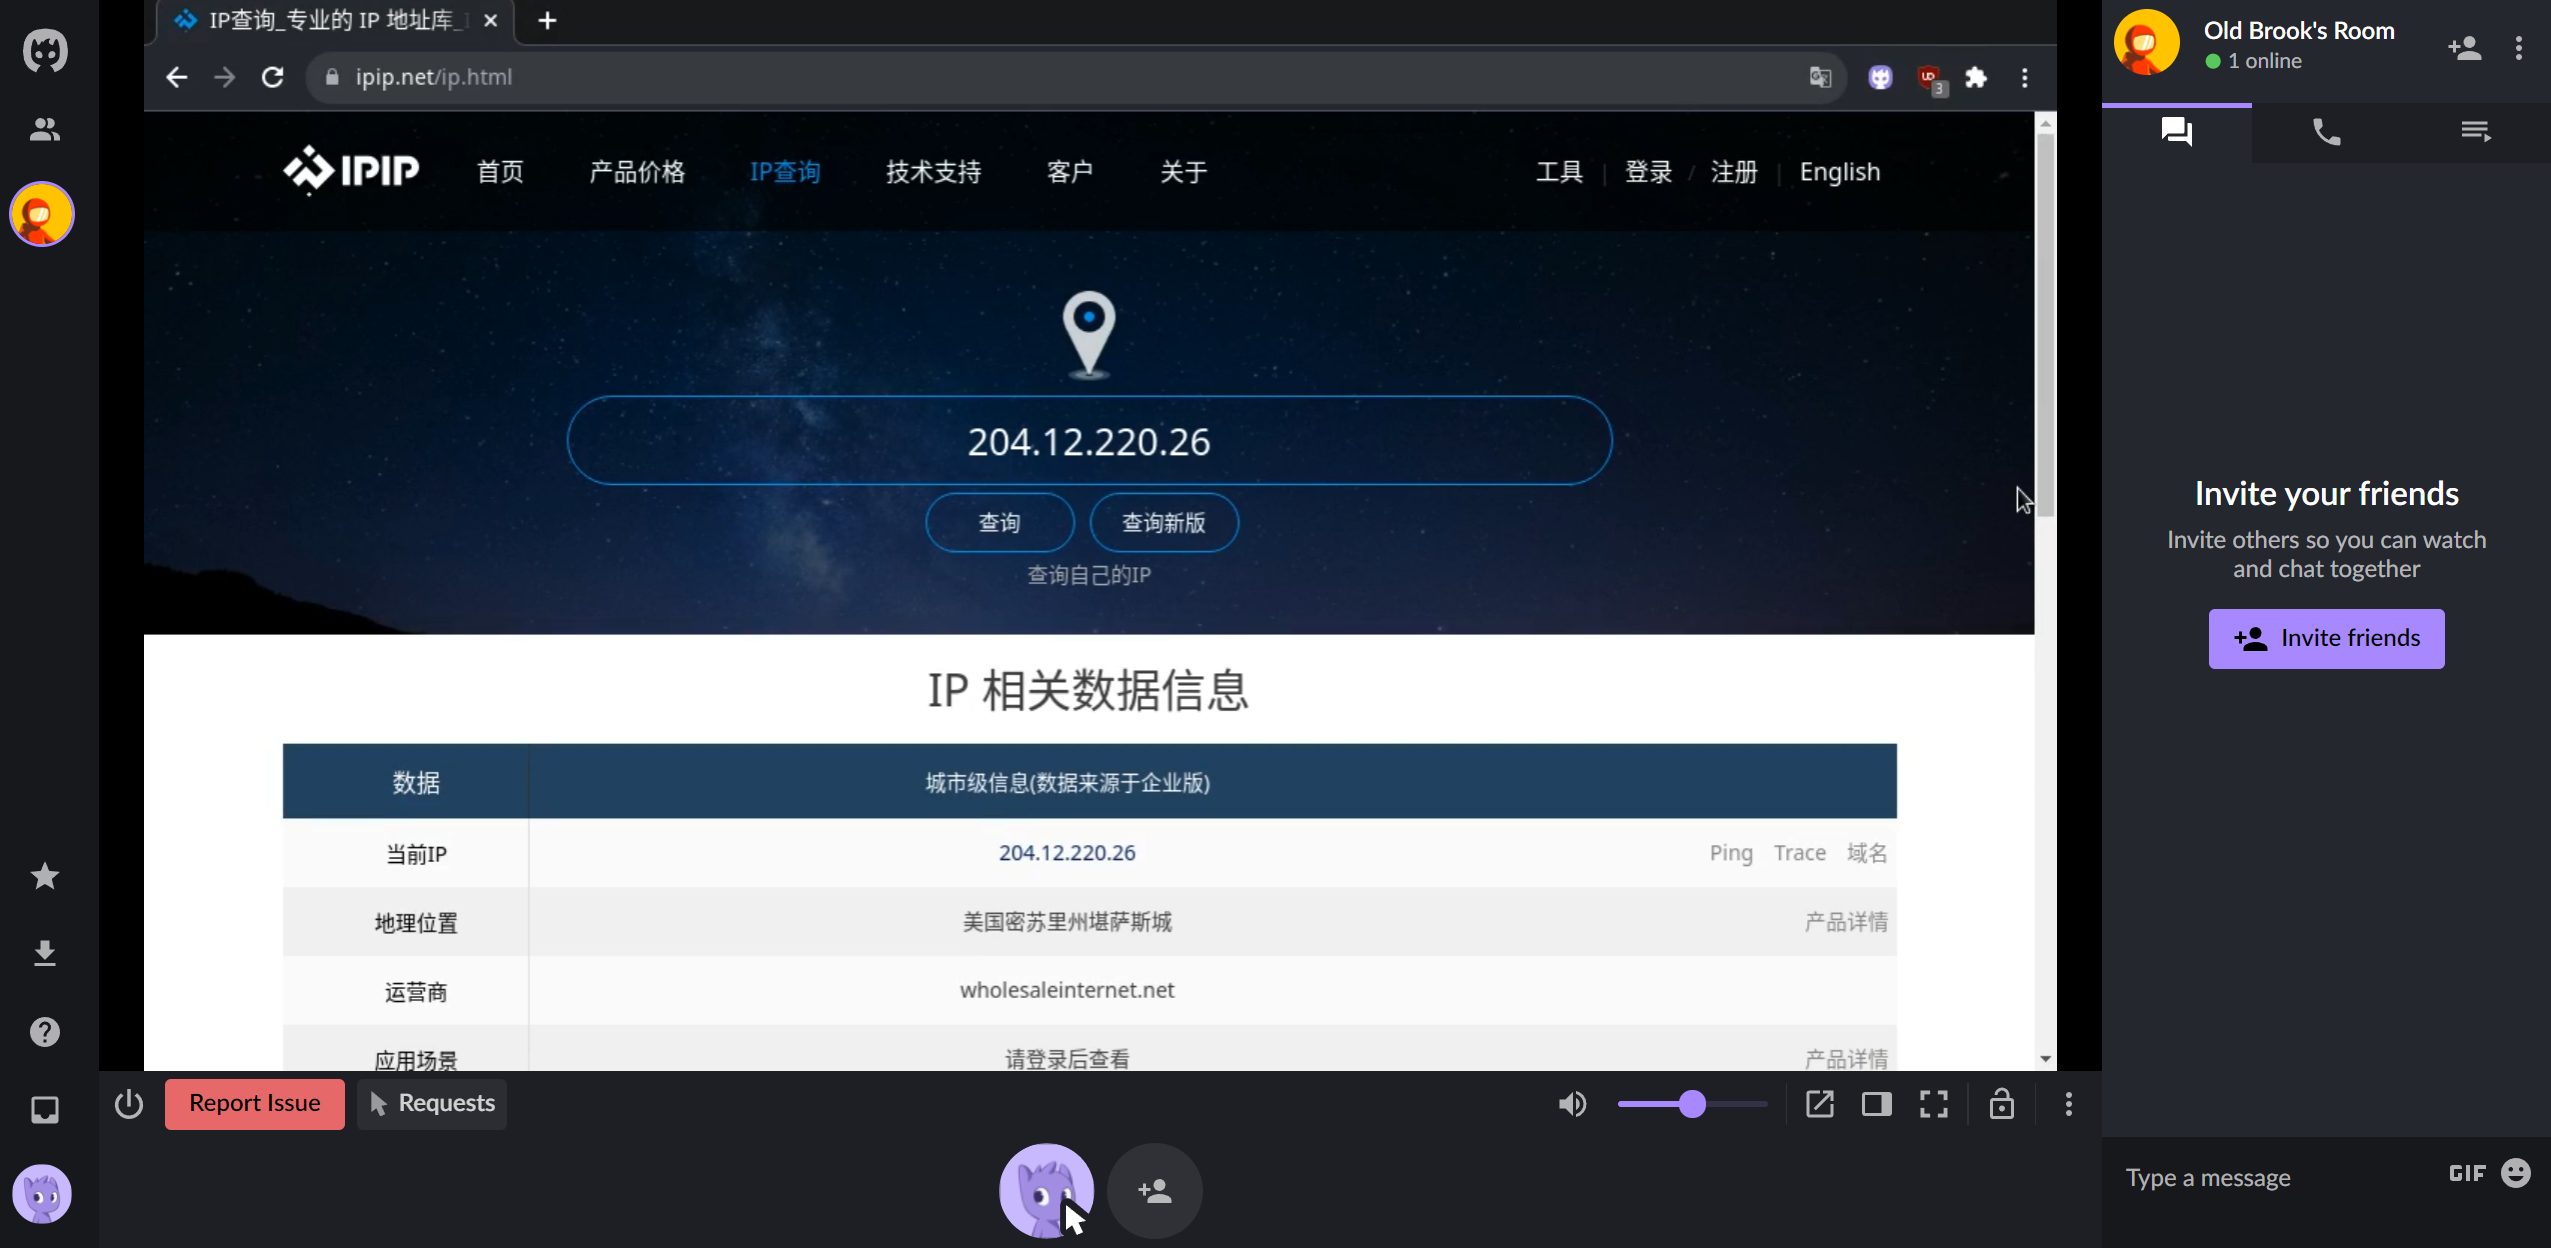 IP查询_专业的 IP 地址库_
ipip.net/ip.html
3
IPIP 首页 产品价格 IP查询 技术支持 客户 关于 工具 | 登录 / 注册 | English
204.12.220.26
查询 查询新版
查询自己的IP
IP 相关数据信息
数据 城市级信息(数据来源于企业版)
当前IP 204.12.220.26 Ping Trace 域名
地理位置 美国密苏里州堪萨斯城 产品详情
运营商 wholesaleinternet.net
应用场景 请登录后查看 产品详情
Report Issue Requests
Old Brook's Room
1 online
Invite your friends
Invite others so you can watch
and chat together
Invite friends
Type a message GIF